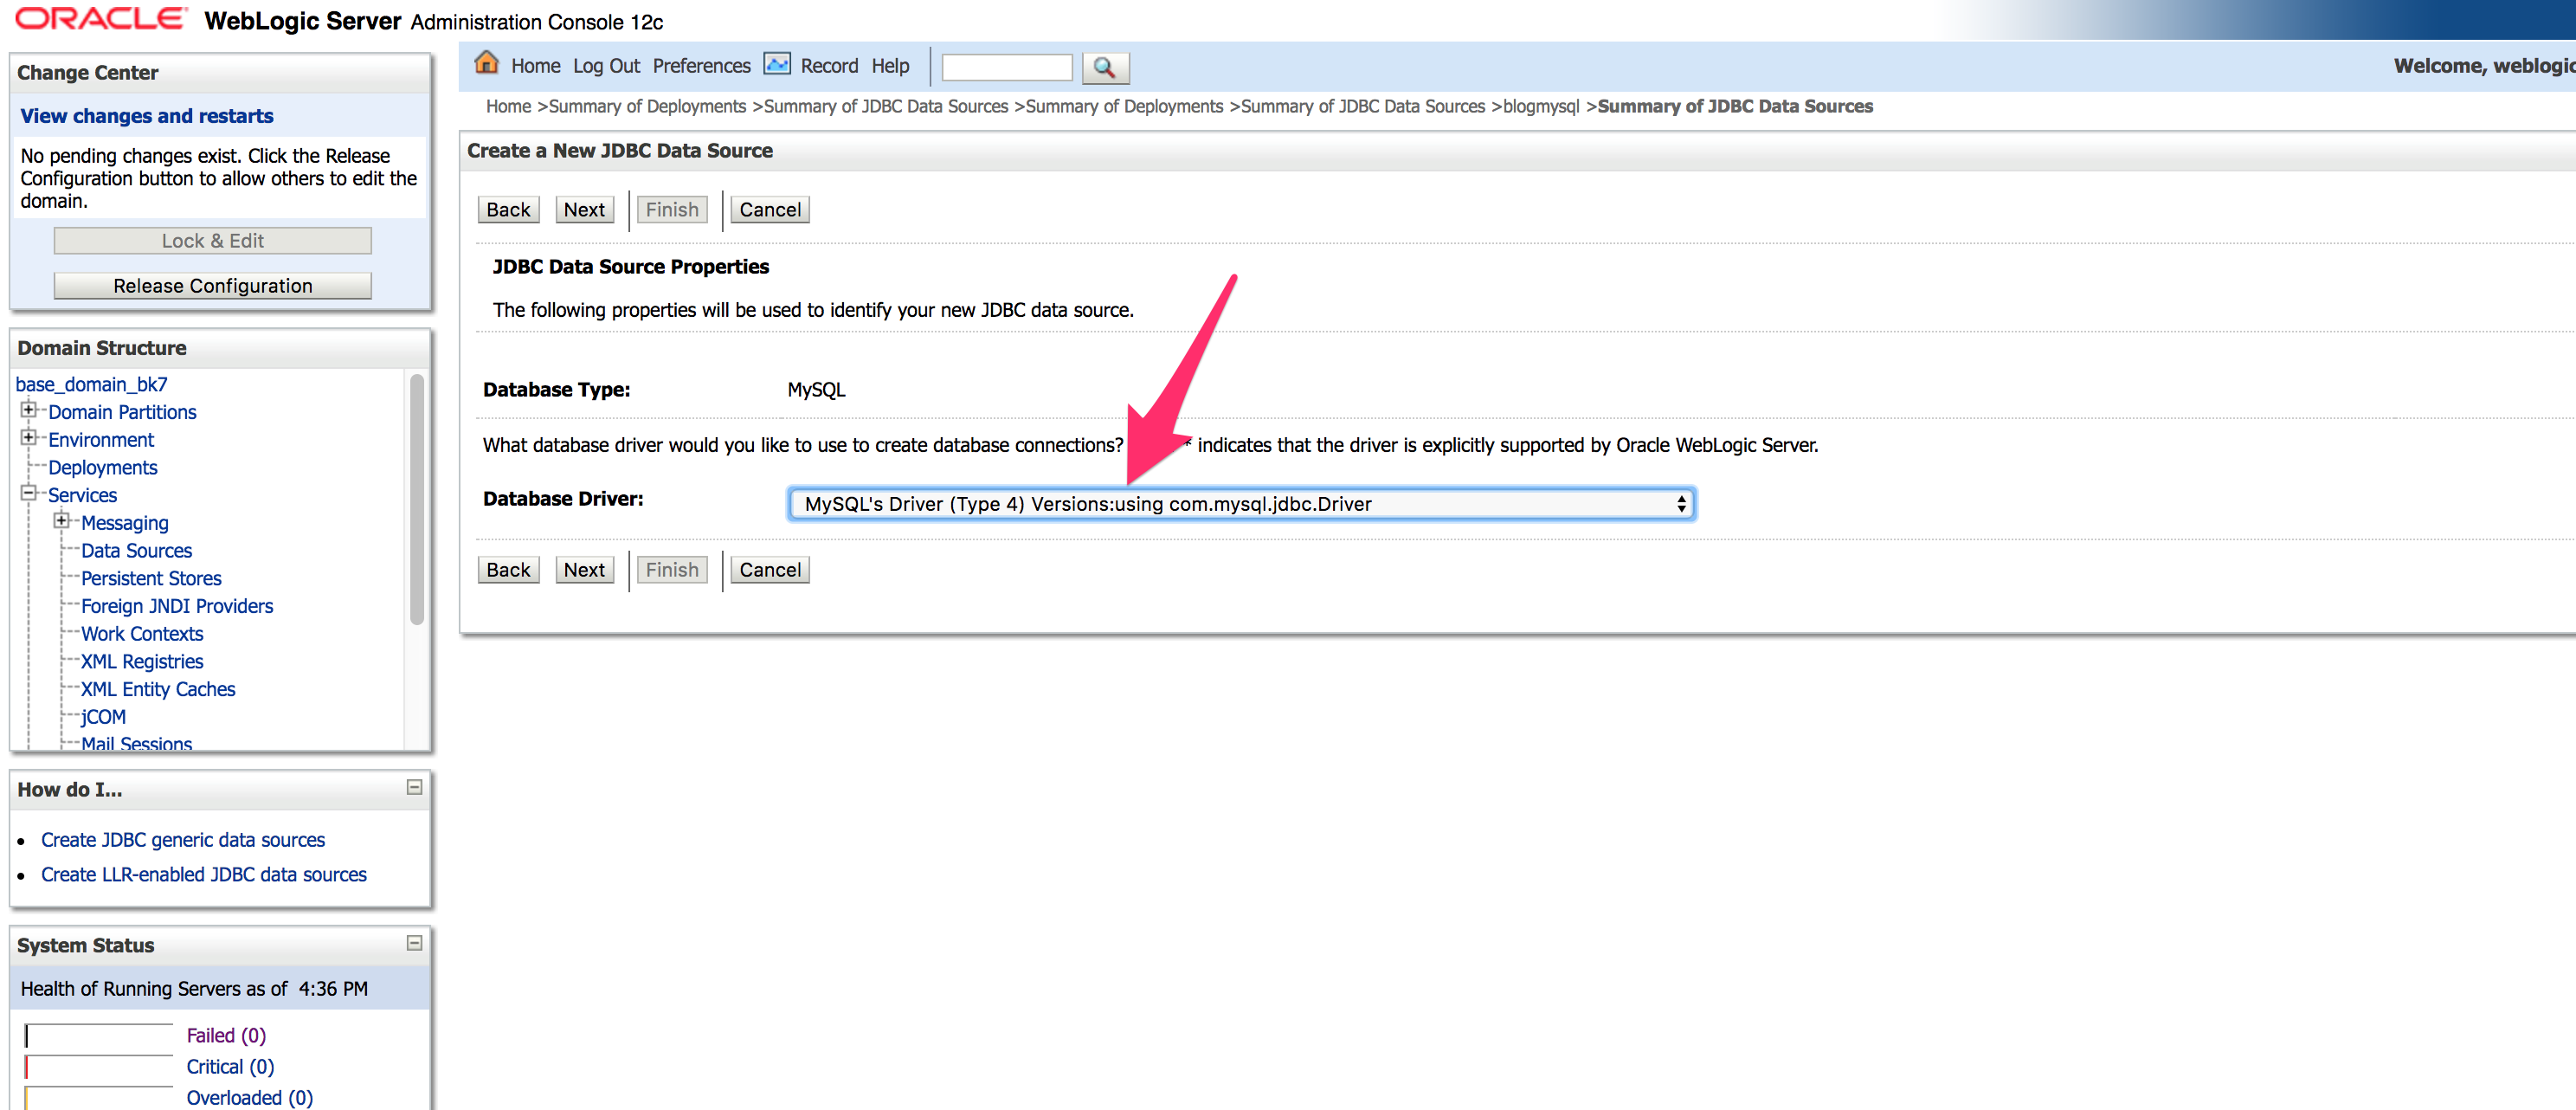 ORACLE WebLogic Server Administration Console 12c
Change Center
View changes and restarts
No pending changes exist. Click the Release
Configuration button to allow others to edit the
domain.
Lock & Edit
Release Configuration
Domain Structure
base_domain_bk7
Domain Partitions
Environment
Deployments
Services
Messaging
Data Sources
Persistent Stores
Foreign JNDI Providers
Work Contexts
XML Registries
XML Entity Caches
jCOM
Mail Sessions
How do I...
Create JDBC generic data sources
Create LLR-enabled JDBC data sources
System Status
Health of Running Servers as of 4:36 PM
Failed (0)
Critical (0)
Overloaded (0)
Home Log Out Preferences Record Help
Welcome, weblogic
Home >Summary of Deployments >Summary of JDBC Data Sources >Summary of Deployments >Summary of JDBC Data Sources >blogmysql >Summary of JDBC Data Sources
Create a New JDBC Data Source
Back Next Finish Cancel
JDBC Data Source Properties
The following properties will be used to identify your new JDBC data source.
Database Type: MySQL
What database driver would you like to use to create database connections? * indicates that the driver is explicitly supported by Oracle WebLogic Server.
Database Driver: MySQL's Driver (Type 4) Versions:using com.mysql.jdbc.Driver
Back Next Finish Cancel